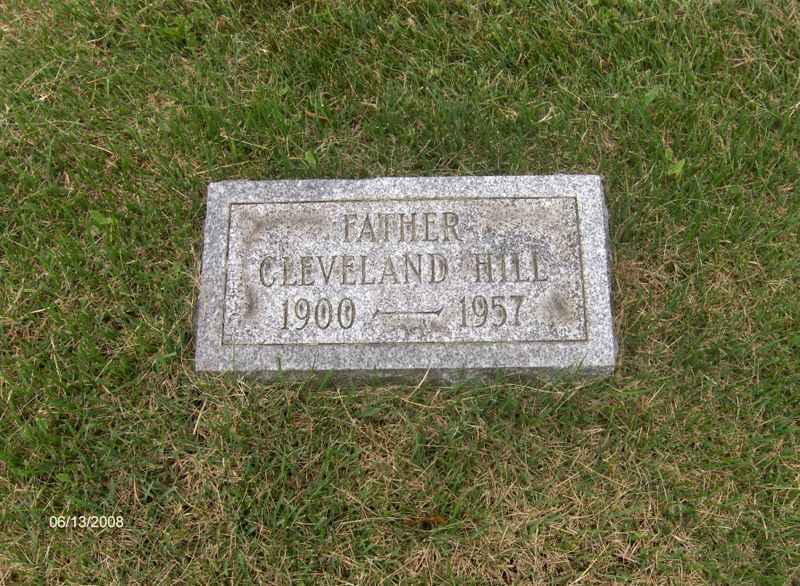 FATHER
CLEVELAND HILL
1900 — 1957
06/13/2008